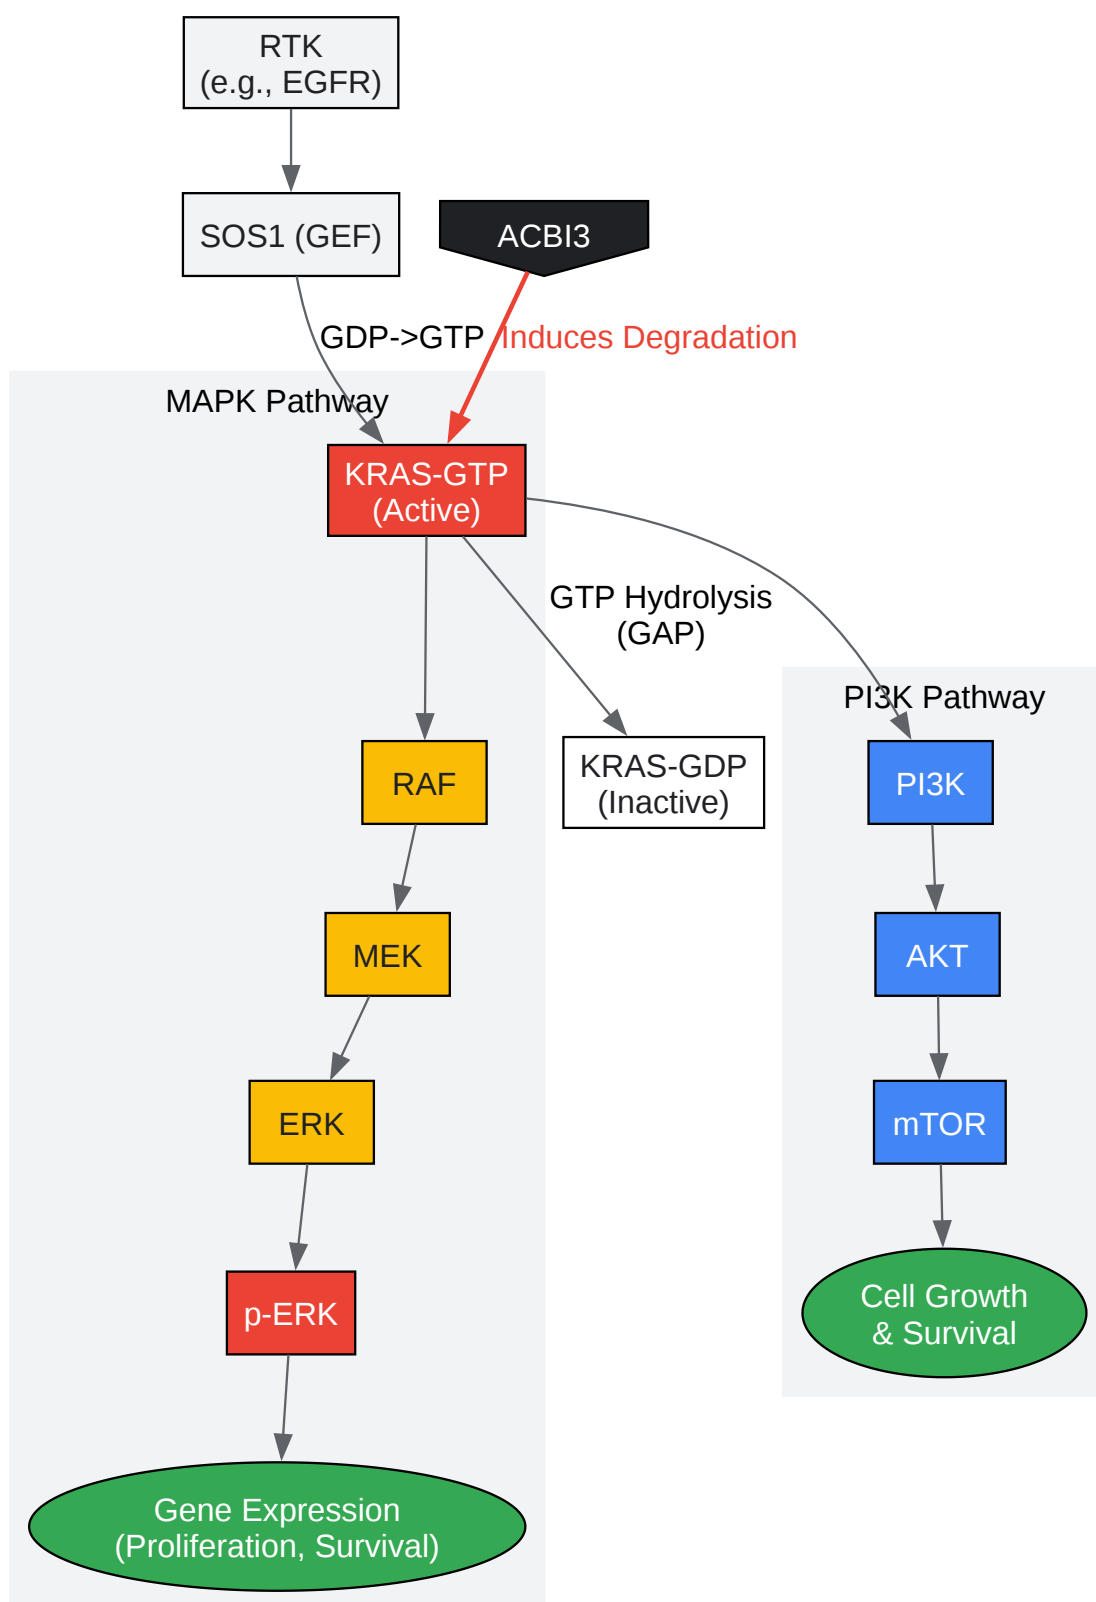 RTK
(e.g., EGFR)
SOS1 (GEF)
ACBI3
GDP->GTP
Induces Degradation
MAPK Pathway
KRAS-GTP
(Active)
GTP Hydrolysis
(GAP)
PI3K Pathway
RAF
KRAS-GDP
(Inactive)
PI3K
MEK
AKT
ERK
mTOR
p-ERK
Cell Growth
& Survival
Gene Expression
(Proliferation, Survival)